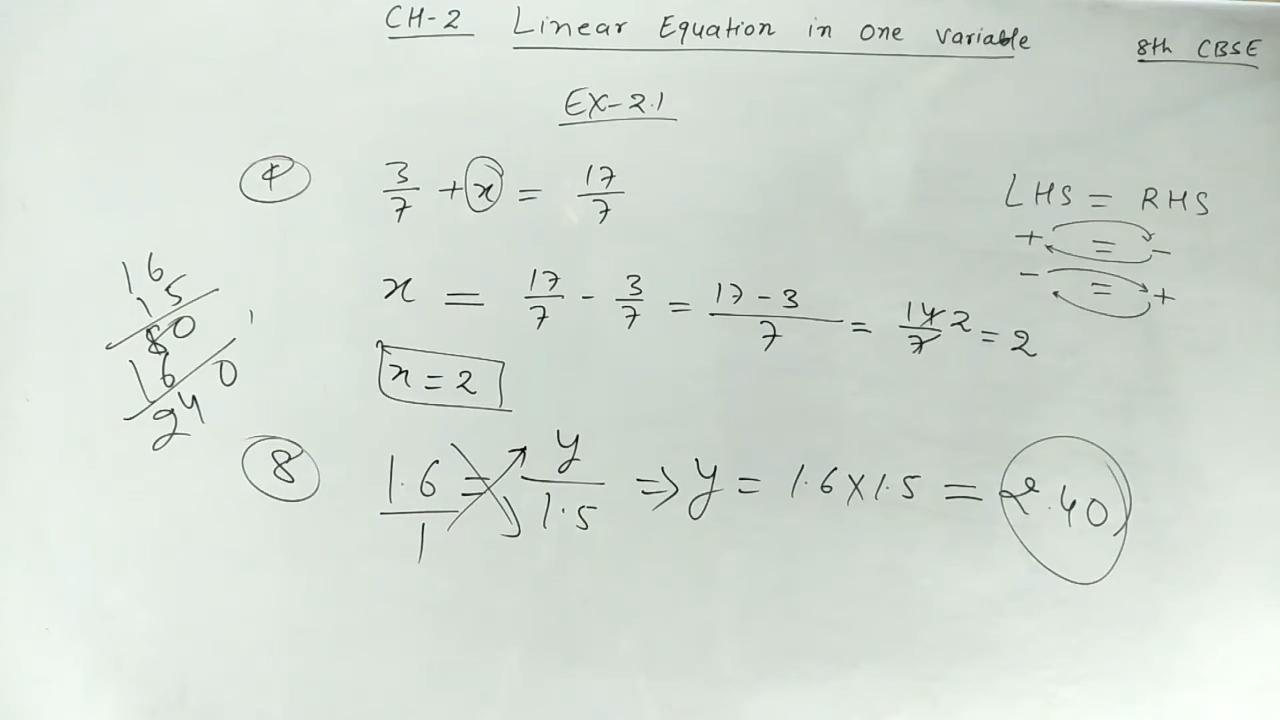 CH-2 Linear Equation in one variable 8th CBSE
EX-2.1
3/7 + x = 17/7
LHS = RHS
+ = -
- = +
x = 17/7 - 3/7 = 17-3/7 = 14/7 2 = 2
x = 2
16
15
80
16 0
24
8 1.6/1 = y/1.5 ⇒ y = 1.6 X 1.5 = 2.40